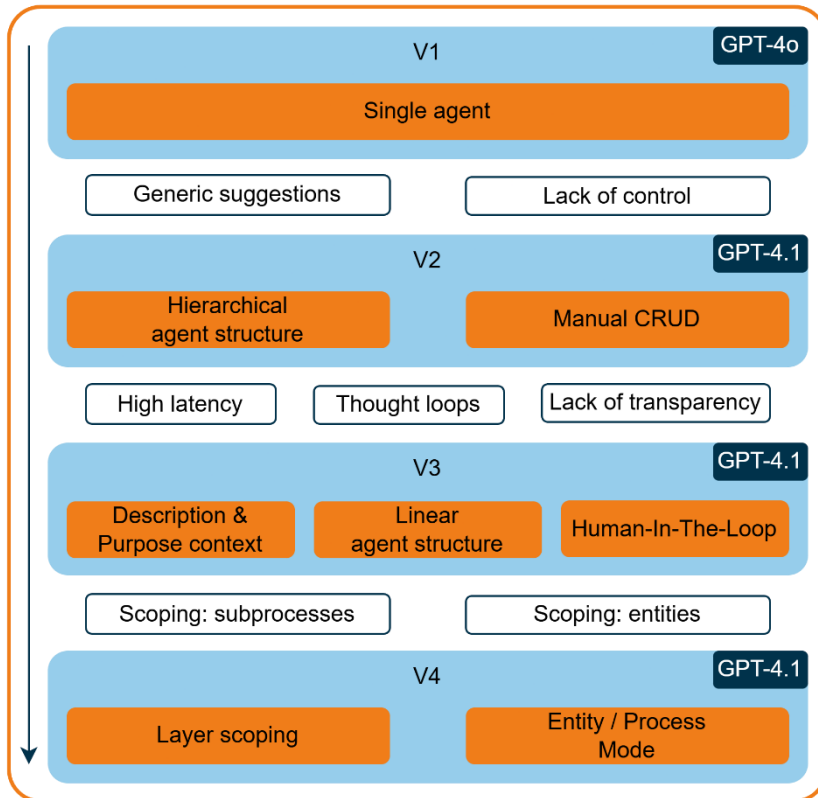 V1
GPT-4o
Single agent
Generic suggestions
Lack of control
V2
GPT-4.1
Hierarchical
agent structure
Manual CRUD
High latency
Thought loops
Lack of transparency
V3
GPT-4.1
Description &
Purpose context
Linear
agent structure
Human-In-The-Loop
Scoping: subprocesses
Scoping: entities
V4
GPT-4.1
Layer scoping
Entity / Process
Mode